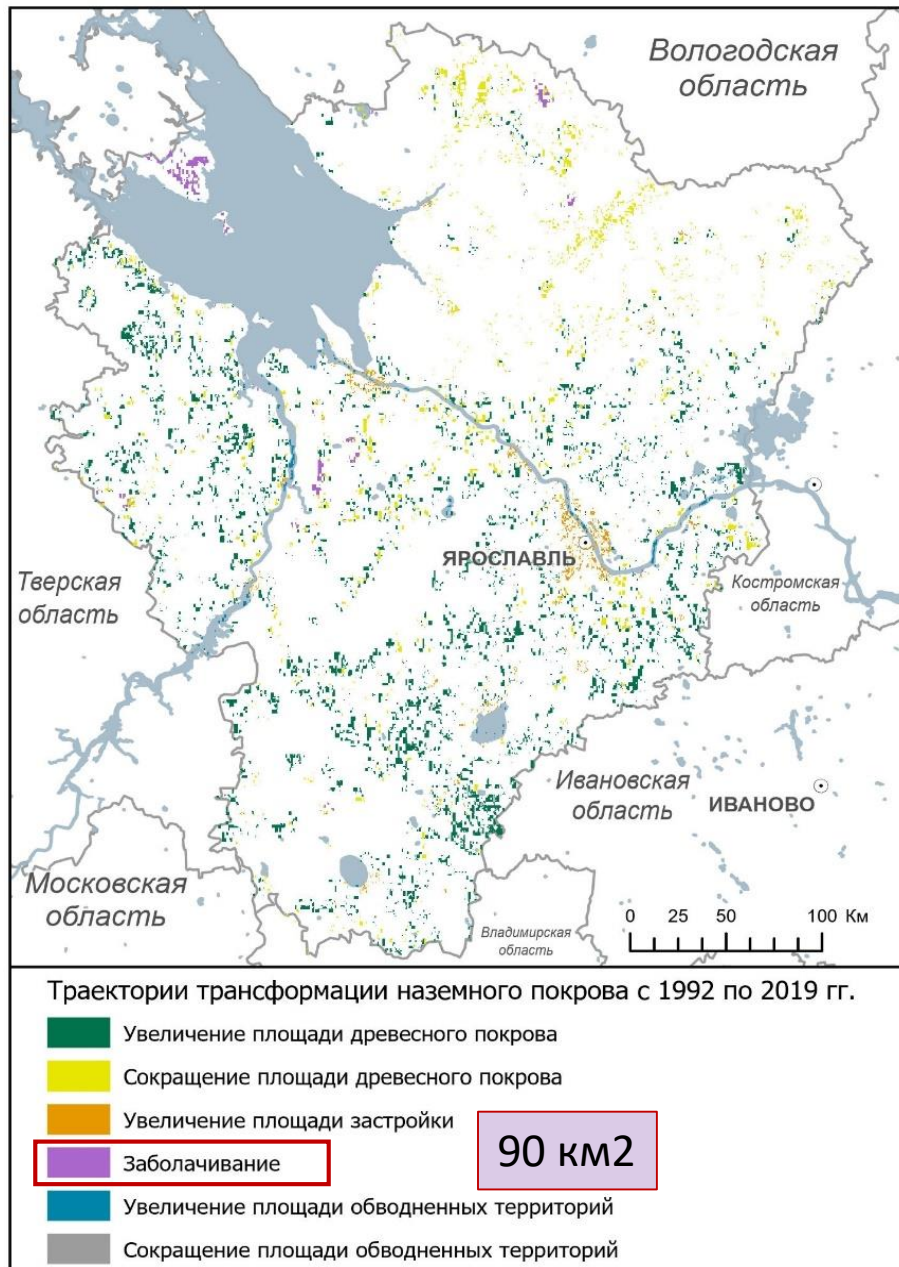 Вологодская
область
ЯРОСЛАВЛЬ
Тверская
область
Костромская
область
Ивановская
область
ИВАНОВО
Московская
область
Владимирская
область
0 25 50 100 Км
Траектории трансформации наземного покрова с 1992 по 2019 гг.
Увеличение площади древесного покрова
Сокращение площади древесного покрова
Увеличение площади застройки
90 км2
Заболачивание
Увеличение площади обводненных территорий
Сокращение площади обводненных территорий